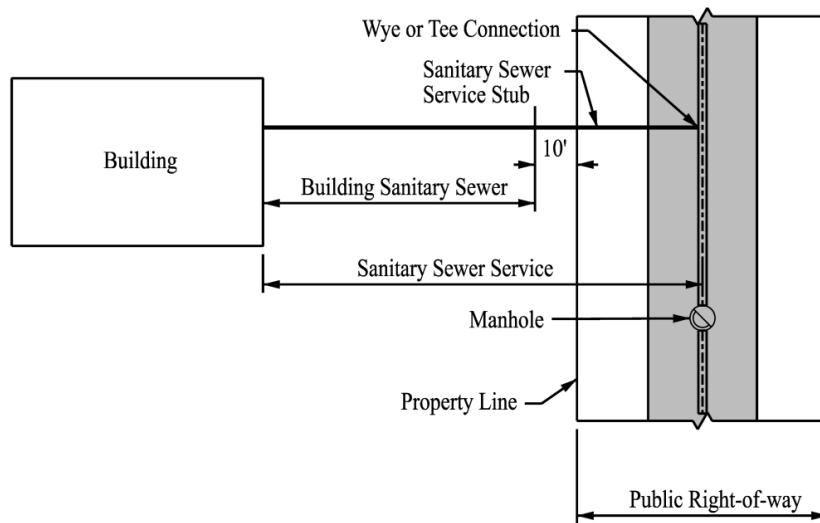 Wye or Tee Connection
Sanitary Sewer
Service Stub
Building
10'
Building Sanitary Sewer
Sanitary Sewer Service
Manhole
Property Line
Public Right-of-way